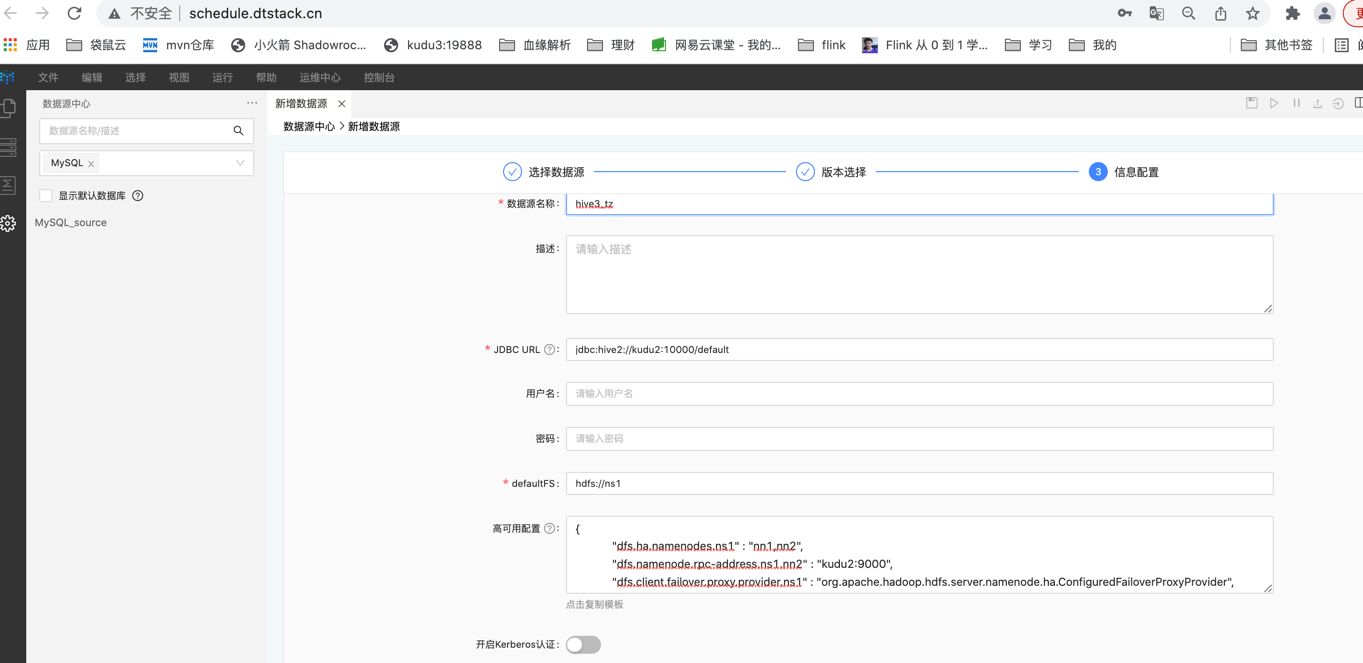 不安全 schedule.dtstack.cn
应用 袋鼠云 mvn仓库 小火箭 Shadowroc... kudu3:19888 血缘解析 理财 网易云课堂 - 我的... flink Flink 从 0 到 1 学... 学习 我的 其他书签
文件 编辑 选择 视图 运行 帮助 运维中心 控制台
数据源中心 ...
新增数据源 ×
数据源名称/描述
数据源中心 > 新增数据源
MySQL ×
选择数据源 版本选择 3 信息配置
显示默认数据库 ?
MySQL_source
* 数据源名称: hive3_tz
描述: 请输入描述
* JDBC URL ?: jdbc:hive2://kudu2:10000/default
用户名: 请输入用户名
密码: 请输入密码
* defaultFS: hdfs://ns1
高可用配置 ?: {
"dfs.ha.namenodes.ns1" : "nn1,nn2",
"dfs.namenode.rpc-address.ns1.nn2" : "kudu2:9000",
"dfs.client.failover.proxy.provider.ns1" : "org.apache.hadoop.hdfs.server.namenode.ha.ConfiguredFailoverProxyProvider",
点击复制模板
开启Kerberos认证: